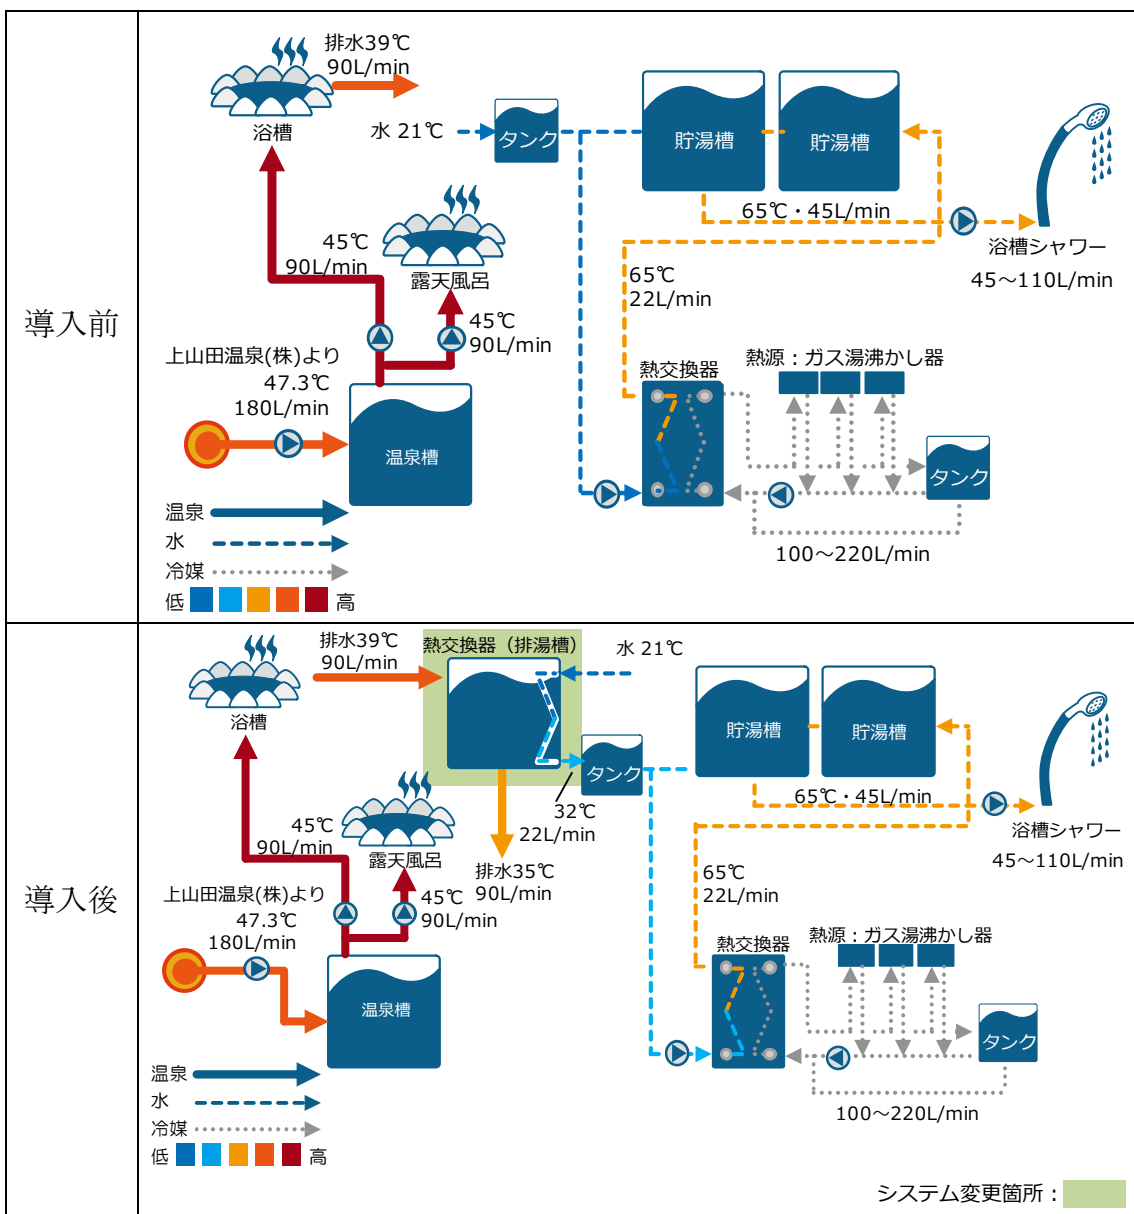 導入前
排水39℃
90L/min
浴槽
水 21℃
タンク
貯湯槽
貯湯槽
65℃・45L/min
浴槽シャワー
45～110L/min
45℃
90L/min
露天風呂
65℃
22L/min
45℃
90L/min
上山田温泉(株)より
47.3℃
180L/min
温泉槽
熱交換器
熱源：ガス湯沸かし器
タンク
100～220L/min
温泉
水
冷媒
低
高
導入後
排水39℃
90L/min
浴槽
熱交換器（排湯槽）
水 21℃
タンク
貯湯槽
貯湯槽
65℃・45L/min
浴槽シャワー
45～110L/min
32℃
22L/min
排水35℃
90L/min
45℃
90L/min
露天風呂
45℃
90L/min
上山田温泉(株)より
47.3℃
180L/min
温泉槽
65℃
22L/min
熱交換器
熱源：ガス湯沸かし器
タンク
100～220L/min
温泉
水
冷媒
低
高
システム変更箇所：